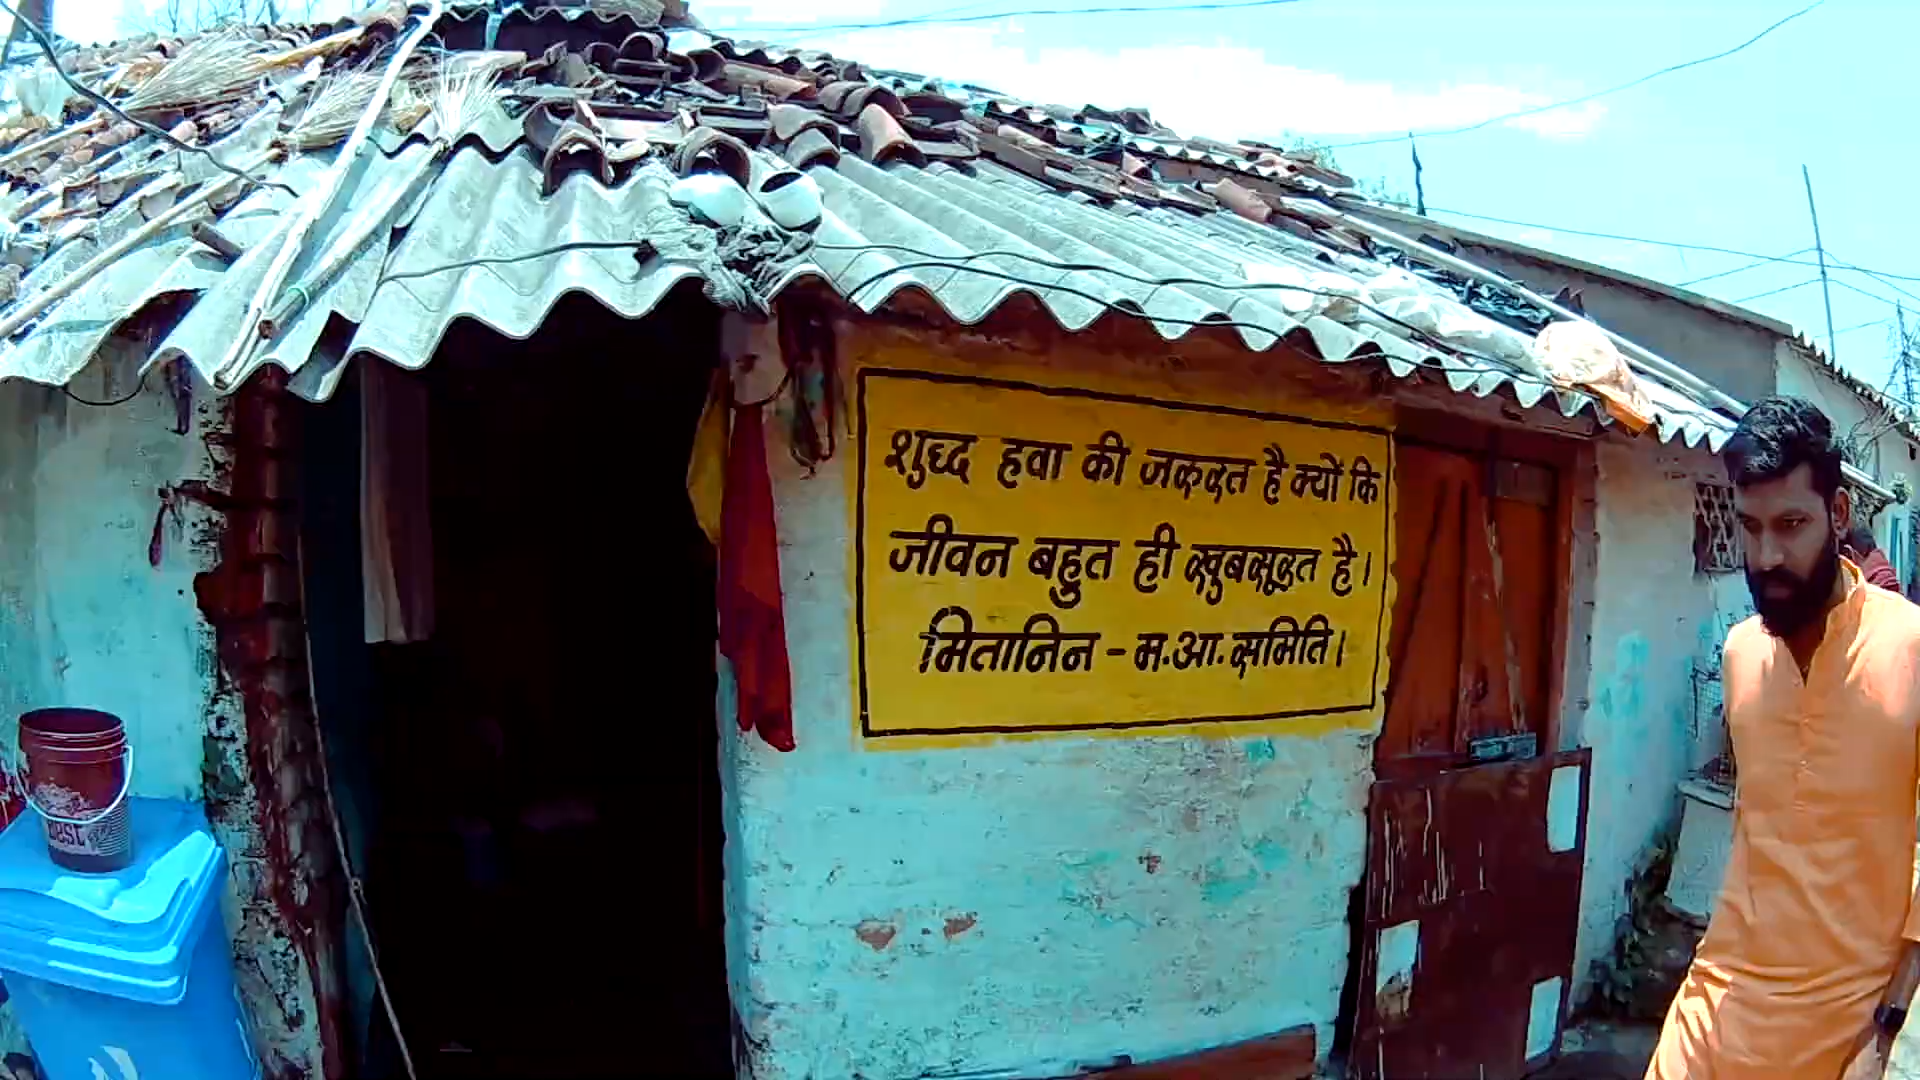 शुध्द हवा की जरुरत है क्यों कि
जीवन बहुत ही खुबसूरत है।
मितानिन - म.आ. समिति।